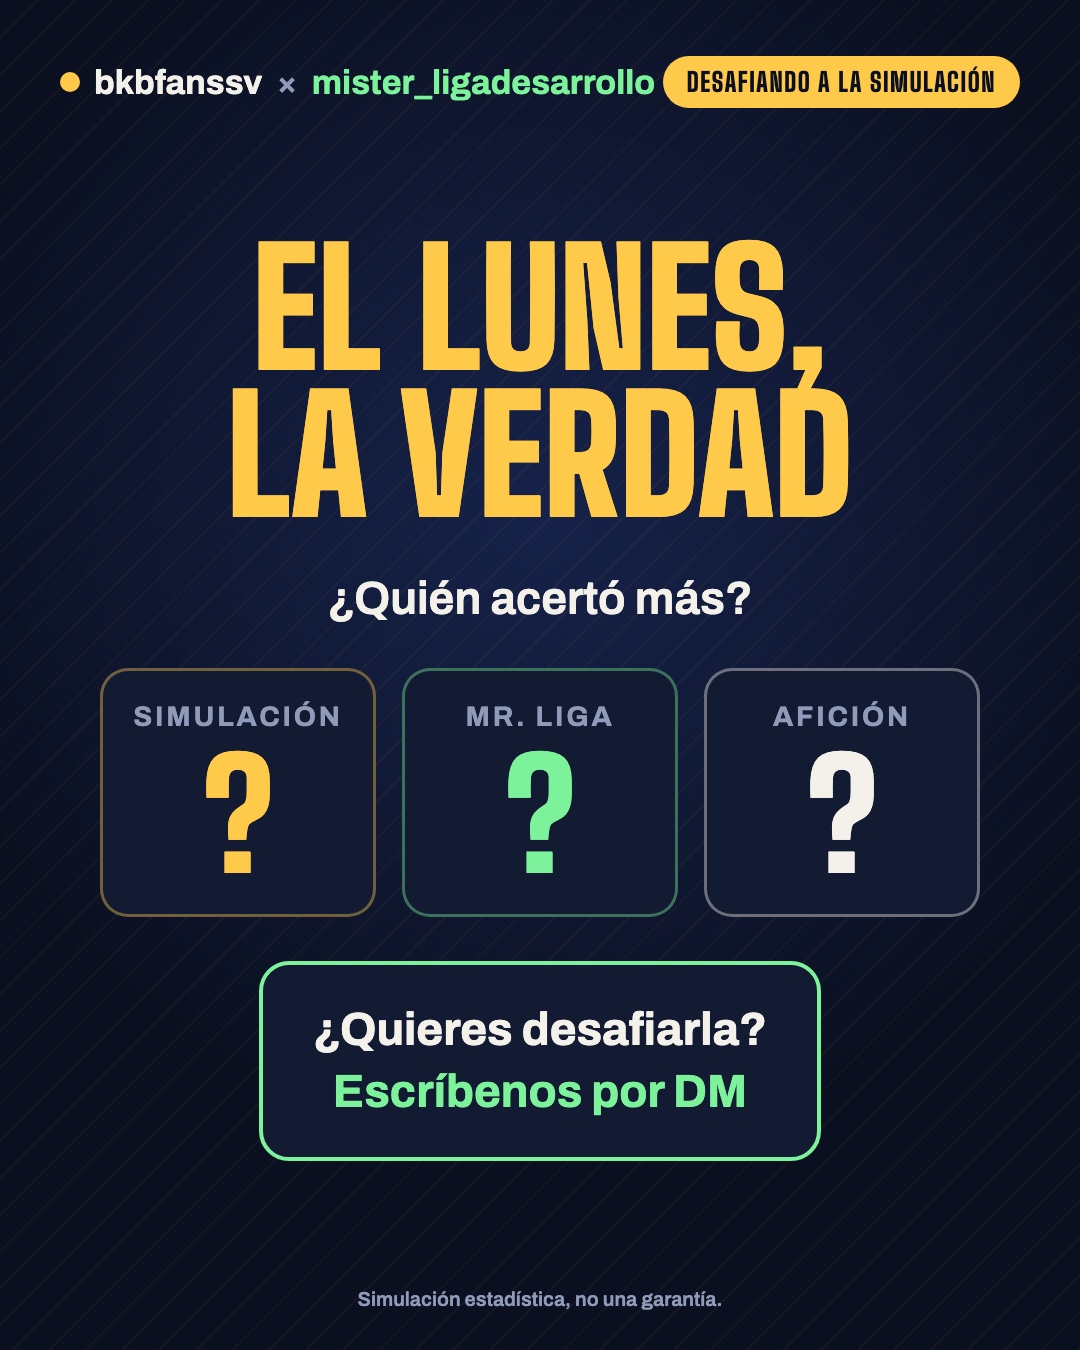 bkbfanssv × mister_ligadesarrollo DESAFIANDO A LA SIMULACIÓN
EL LUNES,
LA VERDAD
¿Quién acertó más?
SIMULACIÓN MR. LIGA AFICIÓN
? ? ?
¿Quieres desafiarla?
Escríbenos por DM
Simulación estadística, no una garantía.